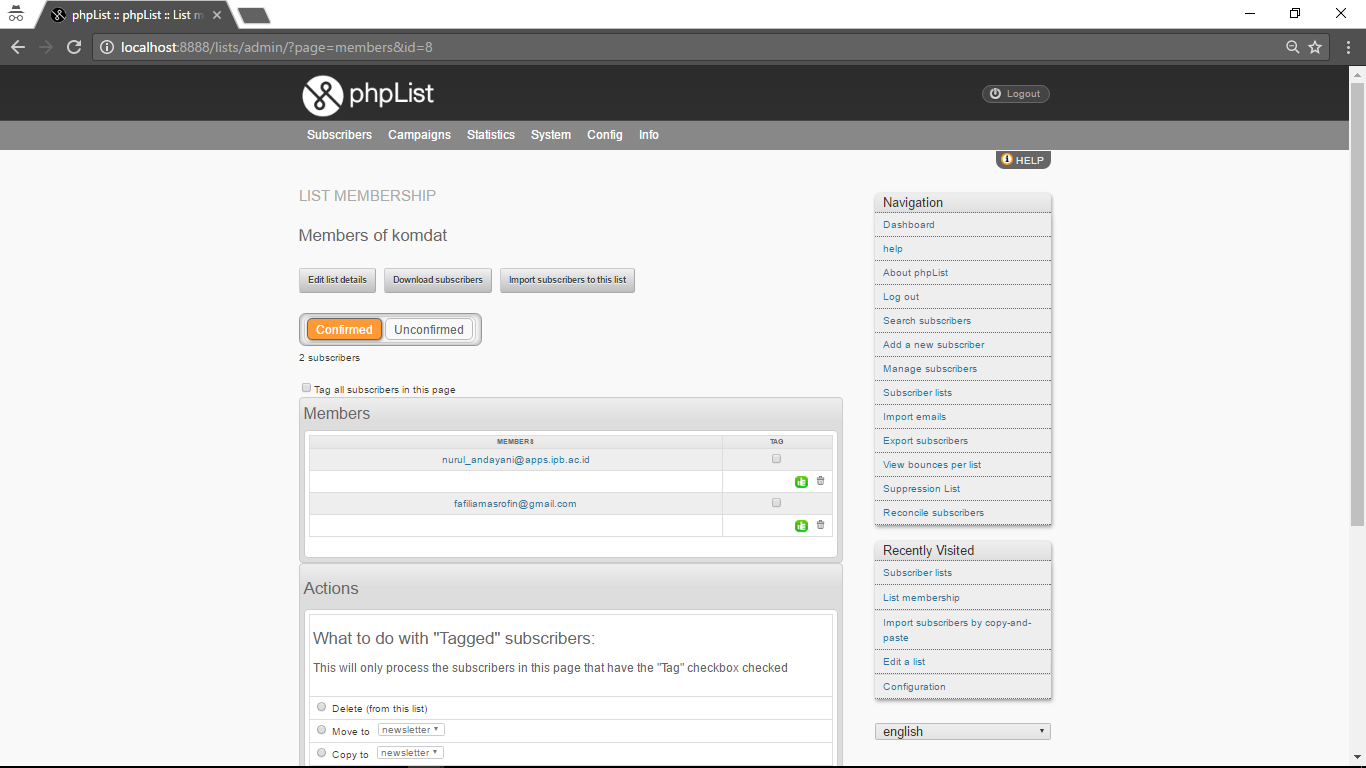 phpList :: phpList :: List m
localhost:8888/lists/admin/?page=members&id=8
phpList
Logout
Subscribers Campaigns Statistics System Config Info
HELP
LIST MEMBERSHIP
Members of komdat
Edit list details Download subscribers Import subscribers to this list
Confirmed Unconfirmed
2 subscribers
Tag all subscribers in this page
Members
MEMBERS TAG
nurul_andayani@apps.ipb.ac.id
fafiliamasrofin@gmail.com
Actions
What to do with "Tagged" subscribers:
This will only process the subscribers in this page that have the "Tag" checkbox checked
Delete (from this list)
Move to newsletter
Copy to newsletter
Navigation
Dashboard
help
About phpList
Log out
Search subscribers
Add a new subscriber
Manage subscribers
Subscriber lists
Import emails
Export subscribers
View bounces per list
Suppression List
Reconcile subscribers
Recently Visited
Subscriber lists
List membership
Import subscribers by copy-and-
paste
Edit a list
Configuration
english